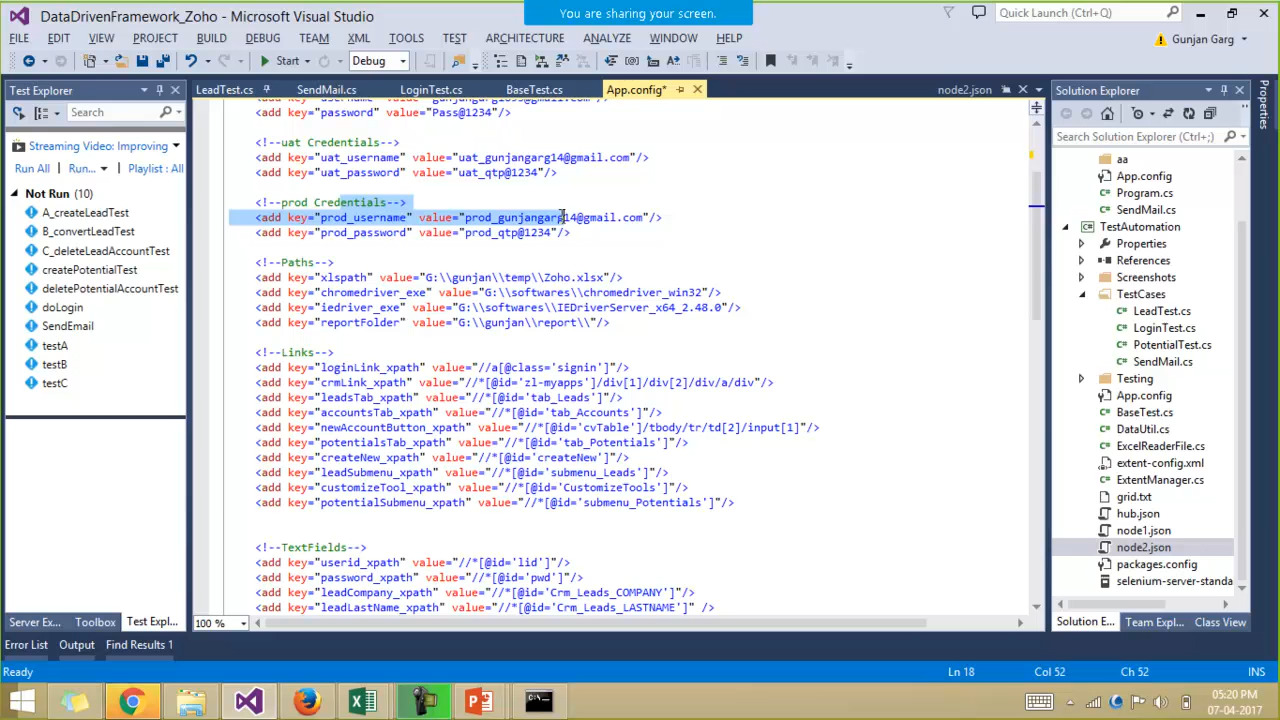 DataDrivenFramework_Zoho - Microsoft Visual Studio
You are sharing your screen.
Quick Launch (Ctrl+Q)
FILE EDIT VIEW PROJECT BUILD DEBUG TEAM XML TOOLS TEST ARCHITECTURE ANALYZE WINDOW HELP
Gunjan Garg
Start
Debug
Test Explorer
Search
Streaming Video: Improving
Run All Run... Playlist : All
Not Run (10)
A_createLeadTest
B_convertLeadTest
C_deleteLeadAccountTest
createPotentialTest
deletePotentialAccountTest
doLogin
SendEmail
testA
testB
testC
Server Ex... Toolbox Test Expl...
LeadTest.cs SendMail.cs LoginTest.cs BaseTest.cs App.config* node2.json
<add key="password" value="Pass@1234"/>
<!--uat Credentials-->
<add key="uat_username" value="uat_gunjangarg14@gmail.com"/>
<add key="uat_password" value="uat_qtp@1234"/>
<!--prod Credentials-->
<add key="prod_username" value="prod_gunjangarg14@gmail.com"/>
<add key="prod_password" value="prod_qtp@1234"/>
<!--Paths-->
<add key="xlspath" value="G:\\gunjan\\temp\\Zoho.xlsx"/>
<add key="chromedriver_exe" value="G:\\softwares\\chromedriver_win32"/>
<add key="iedriver_exe" value="G:\\softwares\\IEDriverServer_x64_2.48.0"/>
<add key="reportFolder" value="G:\\gunjan\\report\\"/>
<!--Links-->
<add key="loginLink_xpath" value="//a[@class='signin']"/>
<add key="crmLink_xpath" value="//*[@id='zl-myapps']/div[1]/div[2]/div/a/div"/>
<add key="leadsTab_xpath" value="//*[@id='tab_Leads']"/>
<add key="accountsTab_xpath" value="//*[@id='tab_Accounts']"/>
<add key="newAccountButton_xpath" value="//*[@id='cvTable']/tbody/tr/td[2]/input[1]"/>
<add key="potentialsTab_xpath" value="//*[@id='tab_Potentials']"/>
<add key="createNew_xpath" value="//*[@id='createNew']"/>
<add key="leadSubmenu_xpath" value="//*[@id='submenu_Leads']"/>
<add key="customizeTool_xpath" value="//*[@id='CustomizeTools']"/>
<add key="potentialSubmenu_xpath" value="//*[@id='submenu_Potentials']"/>
<!--TextFields-->
<add key="userid_xpath" value="//*[@id='lid']"/>
<add key="password_xpath" value="//*[@id='pwd']"/>
<add key="leadCompany_xpath" value="//*[@id='Crm_Leads_COMPANY']"/>
<add key="leadLastName_xpath" value="//*[@id='Crm_Leads_LASTNAME']" />
100 %
Solution Explorer
Search Solution Explorer (Ctrl+;)
aa
App.config
Program.cs
SendMail.cs
TestAutomation
Properties
References
Screenshots
TestCases
LeadTest.cs
LoginTest.cs
PotentialTest.cs
SendMail.cs
Testing
App.config
BaseTest.cs
DataUtil.cs
ExcelReaderFile.cs
extent-config.xml
ExtentManager.cs
grid.txt
hub.json
node1.json
node2.json
packages.config
selenium-server-standa
Solution E... Team Expl... Class View
Properties
Error List Output Find Results 1
Ready Ln 18 Col 52 Ch 52 INS
05:20 PM
07-04-2017